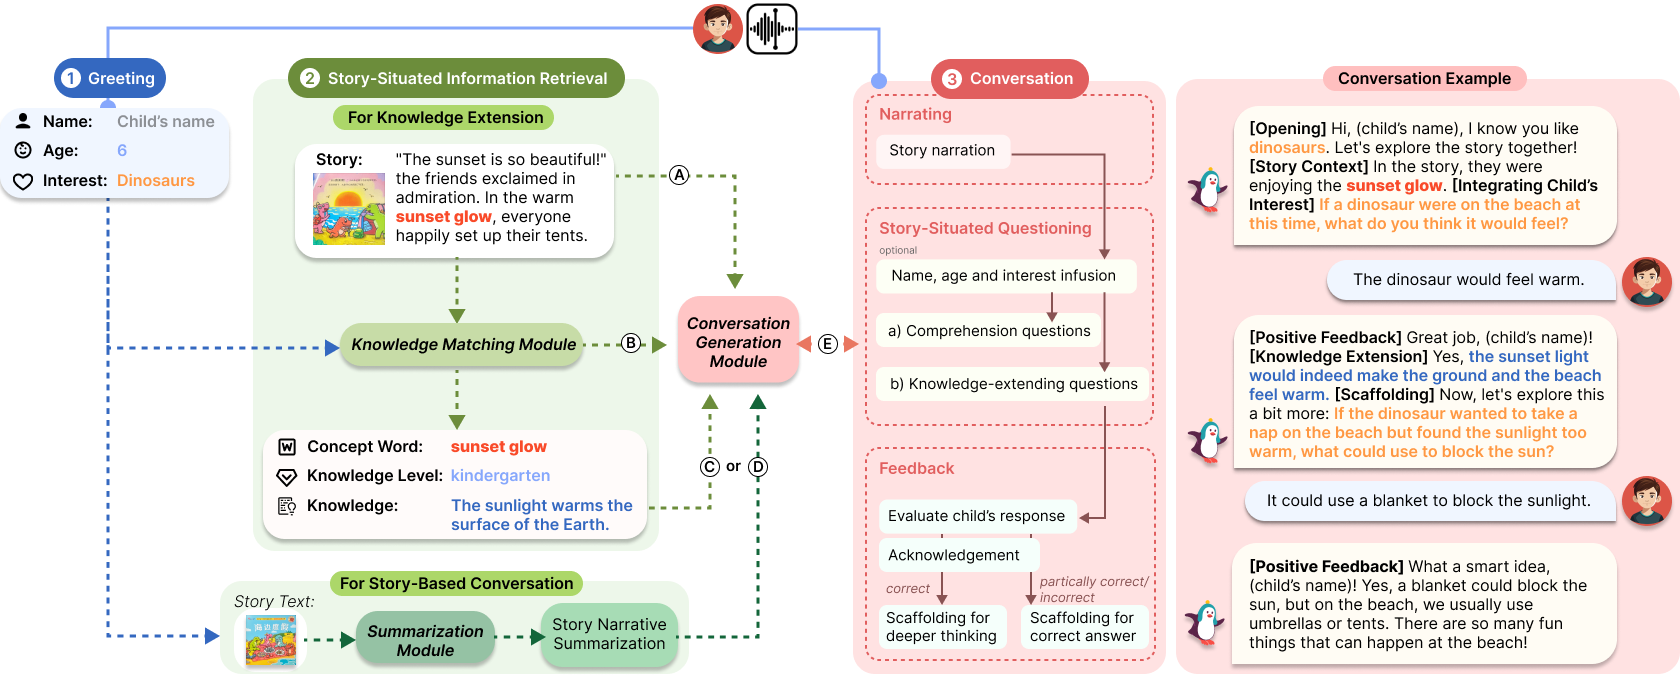 1 Greeting
Name: Child's name
Age: 6
Interest: Dinosaurs
2 Story-Situated Information Retrieval
For Knowledge Extension
Story:
"The sunset is so beautiful!"
the friends exclaimed in
admiration. In the warm
sunset glow, everyone
happily set up their tents.
A
Knowledge Matching Module
B
Concept Word: sunset glow
Knowledge Level: kindergarten
Knowledge: The sunlight warms the
surface of the Earth.
C or D
For Story-Based Conversation
Story Text:
Summarization
Module
Story Narrative
Summarization
Conversation
Generation
Module
E
3 Conversation
Narrating
Story narration
Story-Situated Questioning
optional
Name, age and interest infusion
a) Comprehension questions
b) Knowledge-extending questions
Feedback
Evaluate child's response
Acknowledgement
correct
partically correct/
incorrect
Scaffolding for
deeper thinking
Scaffolding for
correct answer
Conversation Example
[Opening] Hi, (child's name), I know you like
dinosaurs. Let's explore the story together!
[Story Context] In the story, they were
enjoying the sunset glow. [Integrating Child's
Interest] If a dinosaur were on the beach at
this time, what do you think it would feel?
The dinosaur would feel warm.
[Positive Feedback] Great job, (child's name)!
[Knowledge Extension] Yes, the sunset light
would indeed make the ground and the beach
feel warm. [Scaffolding] Now, let's explore this
a bit more: If the dinosaur wanted to take a
nap on the beach but found the sunlight too
warm, what could use to block the sun?
It could use a blanket to block the sunlight.
[Positive Feedback] What a smart idea,
(child's name)! Yes, a blanket could block the
sun, but on the beach, we usually use
umbrellas or tents. There are so many fun
things that can happen at the beach!